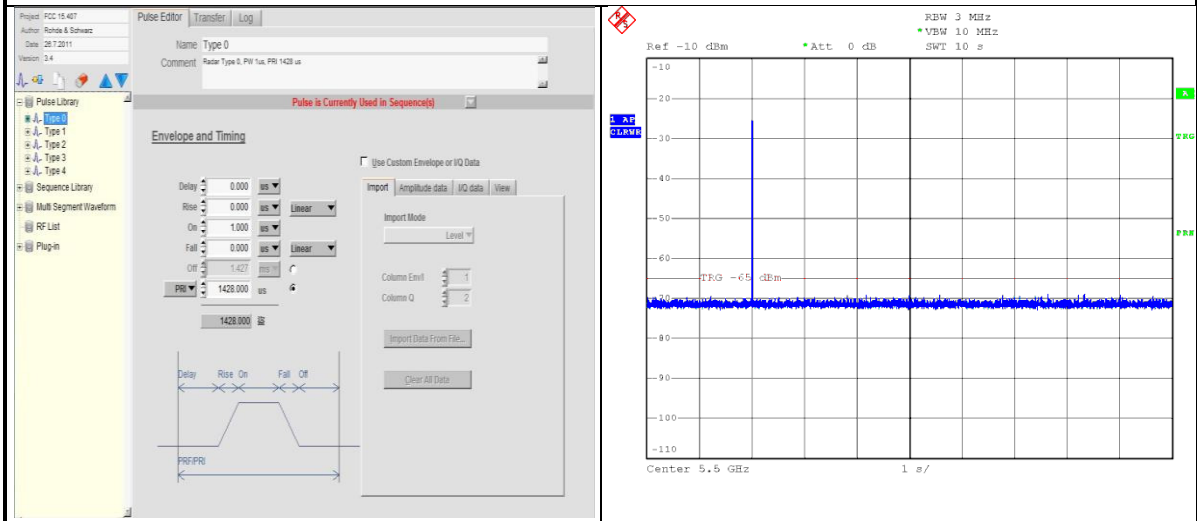 Project FCC 15.407
Author Rohde & Schwarz
Date 26.7.2011
Version 3.4
Pulse Library
Type 0
Type 1
Type 2
Type 3
Type 4
Sequence Library
Multi Segment Waveform
RF List
Plug-in
Pulse Editor Transfer Log
Name Type 0
Comment Radar Type 0, PW 1us, PRI 1428 us
Pulse is Currently Used in Sequence(s)
Envelope and Timing
Delay 0.000 us
Rise 0.000 us Linear
On 1.000 us
Fall 0.000 us Linear
Off 1.427 ms
PRI 1428.000 us
1428.000
Delay Rise On Fall Off
PRF/PRI
Use Custom Envelope or I/Q Data
Import Amplitude data I/Q data View
Import Mode
Level
Column Env/I 1
Column Q 2
Import Data From File...
Clear All Data
R S
RBW 3 MHz
*VBW 10 MHz
Ref -10 dBm *Att 0 dB SWT 10 s
-10
-20
-30
-40
-50
-60
-70
-80
-90
-100
-110
1 AP
CLRWR
TRG -65 dBm
A
TRG
PRN
Center 5.5 GHz 1 s/